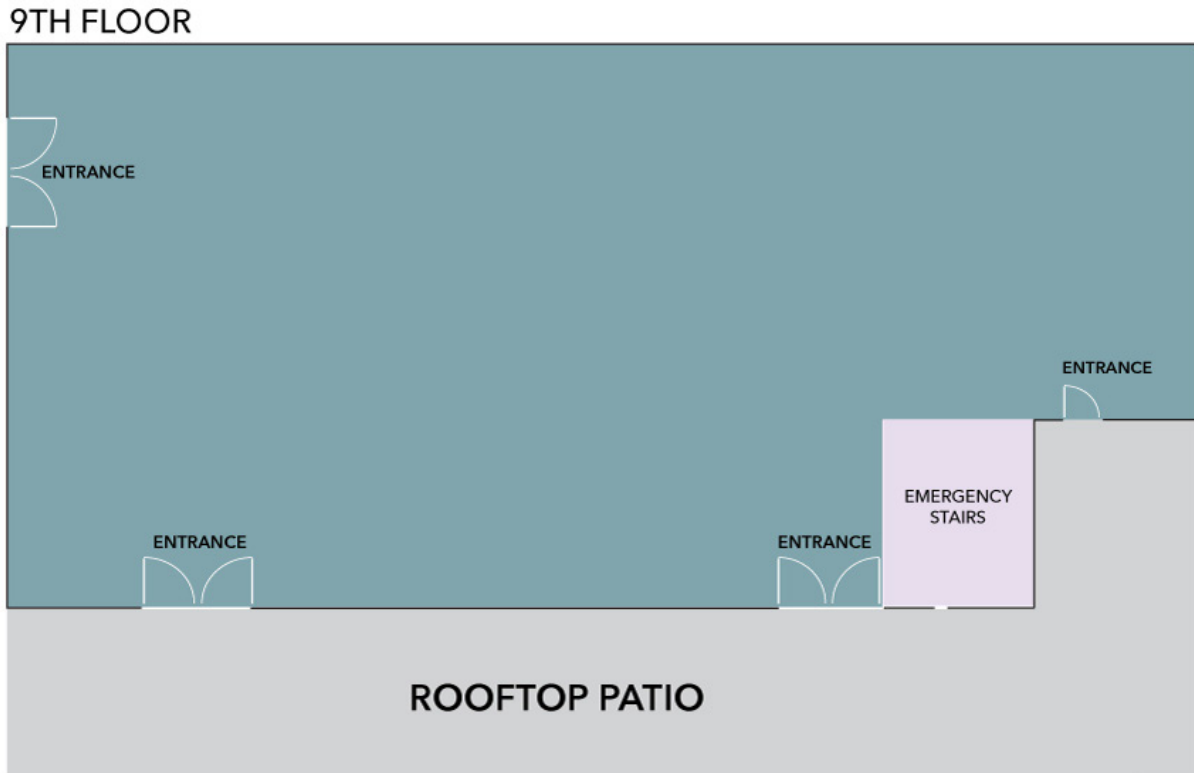 9TH FLOOR
ENTRANCE
ENTRANCE
ENTRANCE
ENTRANCE
EMERGENCY
STAIRS
ROOFTOP PATIO